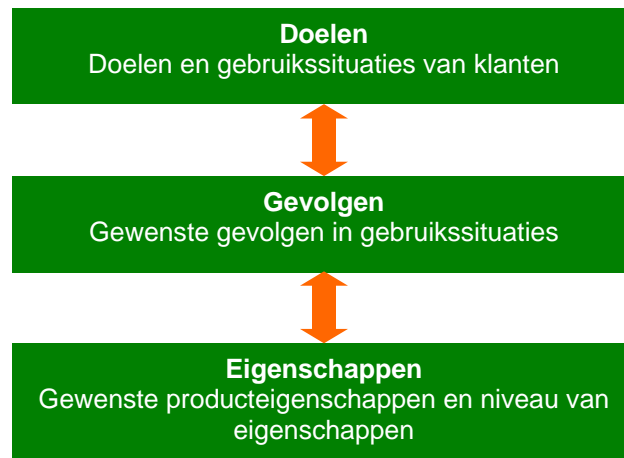 Doelen
Doelen en gebruikssituaties van klanten
Gevolgen
Gewenste gevolgen in gebruikssituaties
Eigenschappen
Gewenste producteigenschappen en niveau van
eigenschappen